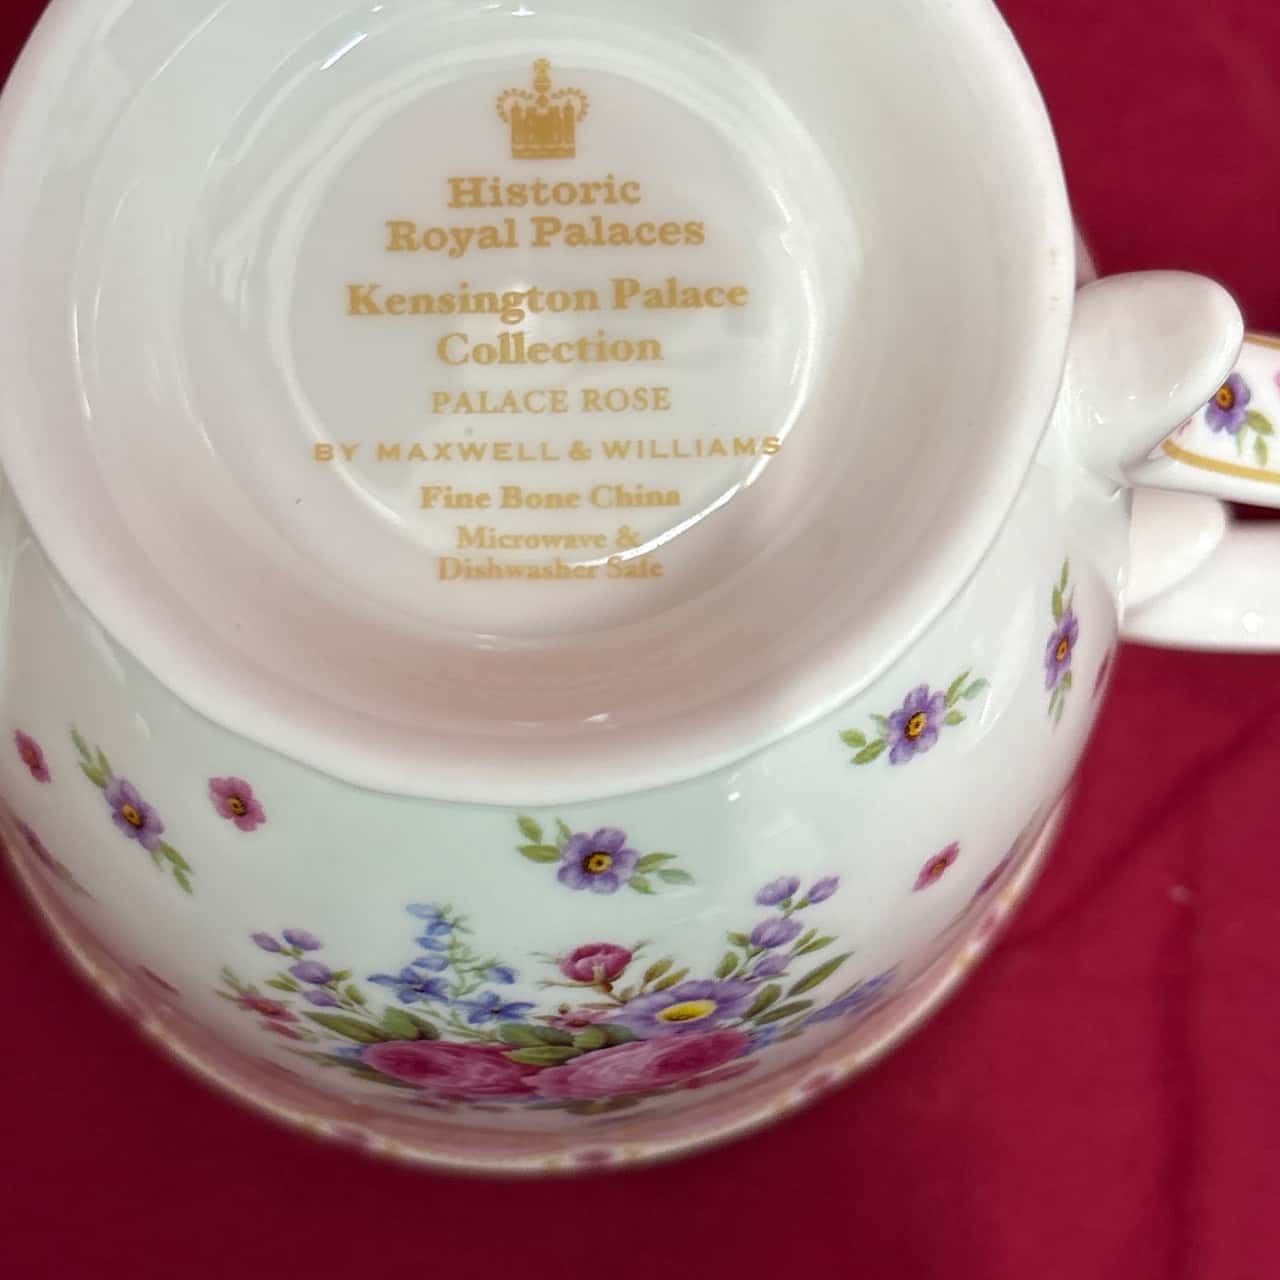 Historic
Royal Palaces
Kensington Palace
Collection
PALACE ROSE
BY MAXWELL & WILLIAMS
Fine Bone China
Microwave &
Dishwasher Safe